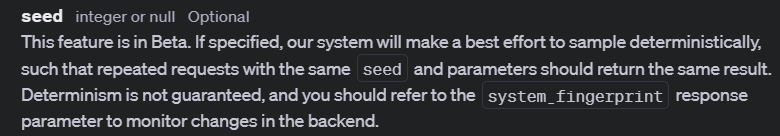 seed integer or null Optional
This feature is in Beta. If specified, our system will make a best effort to sample deterministically,
such that repeated requests with the same seed and parameters should return the same result.
Determinism is not guaranteed, and you should refer to the system_fingerprint response
parameter to monitor changes in the backend.